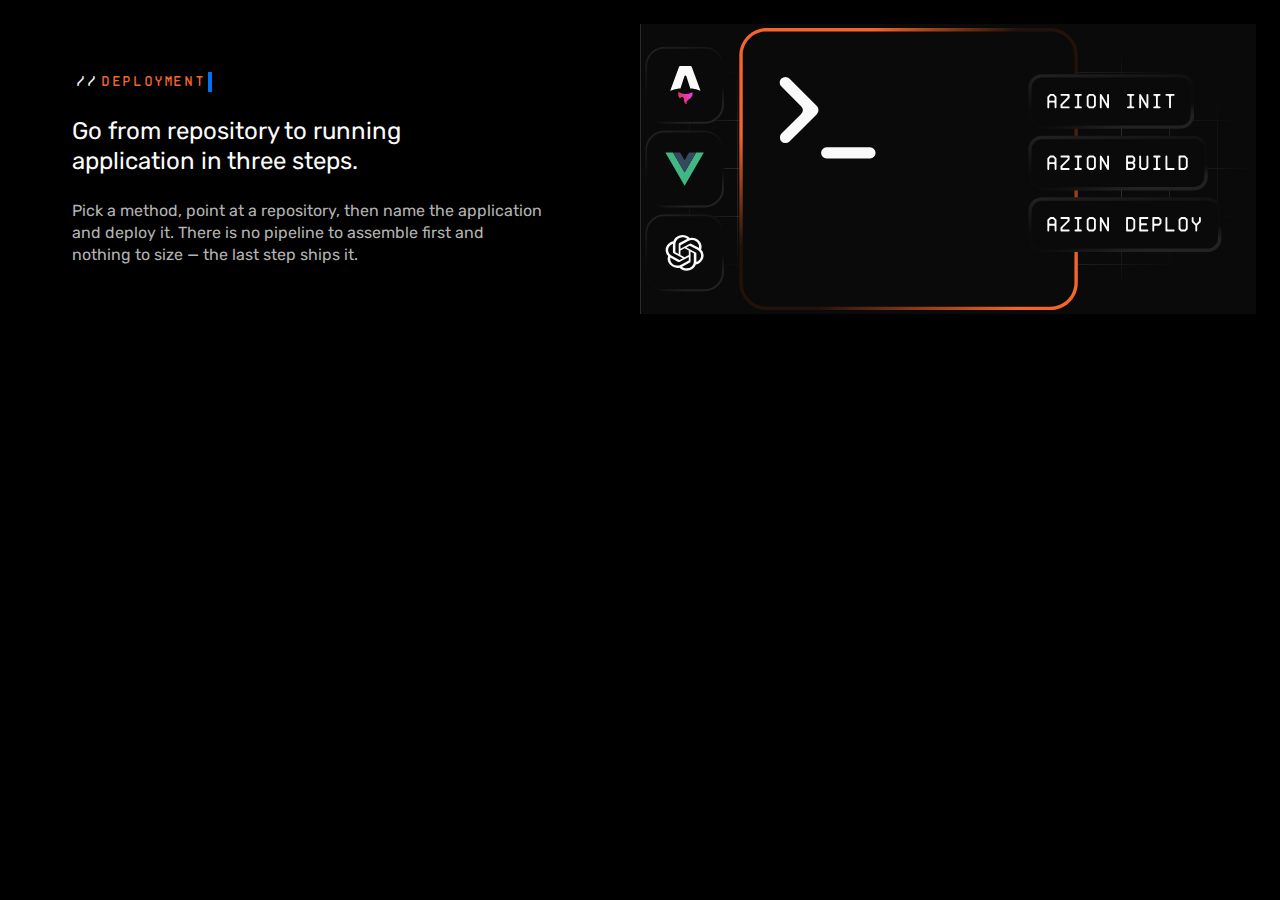 // DEPLOYMENT
Go from repository to running
application in three steps.
Pick a method, point at a repository, then name the application
and deploy it. There is no pipeline to assemble first and
nothing to size — the last step ships it.
>_
AZION INIT
AZION BUILD
AZION DEPLOY